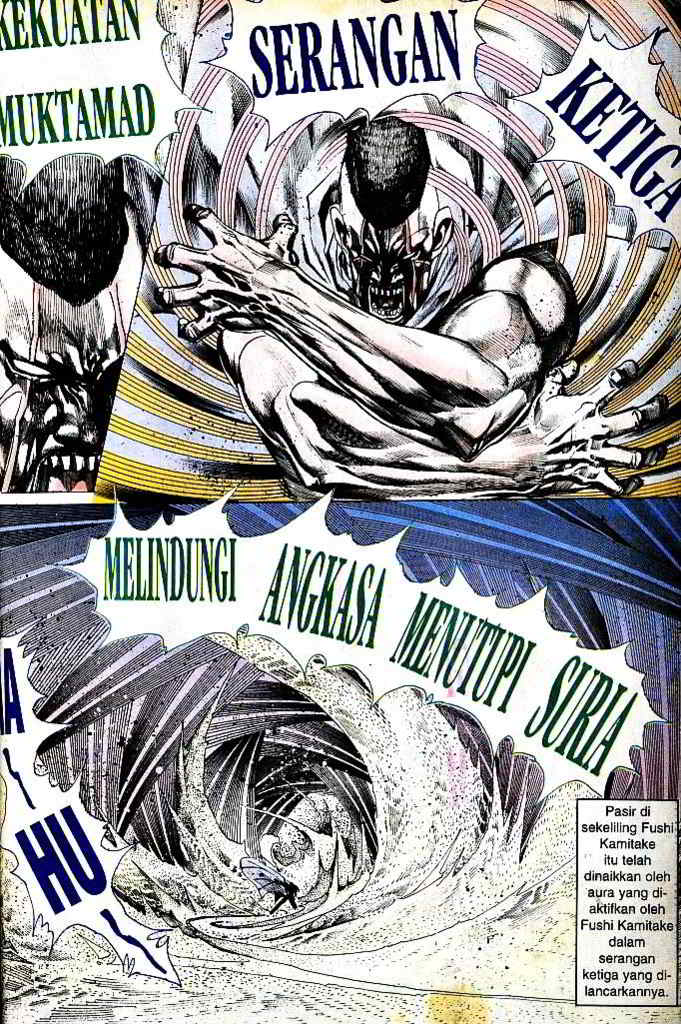 KEKUATAN
MUKTAMAD
SERANGAN
KETIGA
MELINDUNGI ANGKASA MENUTUPI SURIA
A
HU
Pasir di
sekeliling Fushi
Kamitake
itu telah
dinaikkan oleh
aura yang di-
aktifkan oleh
Fushi Kamitake
dalam
serangan
ketiga yang di-
lancarkannya.